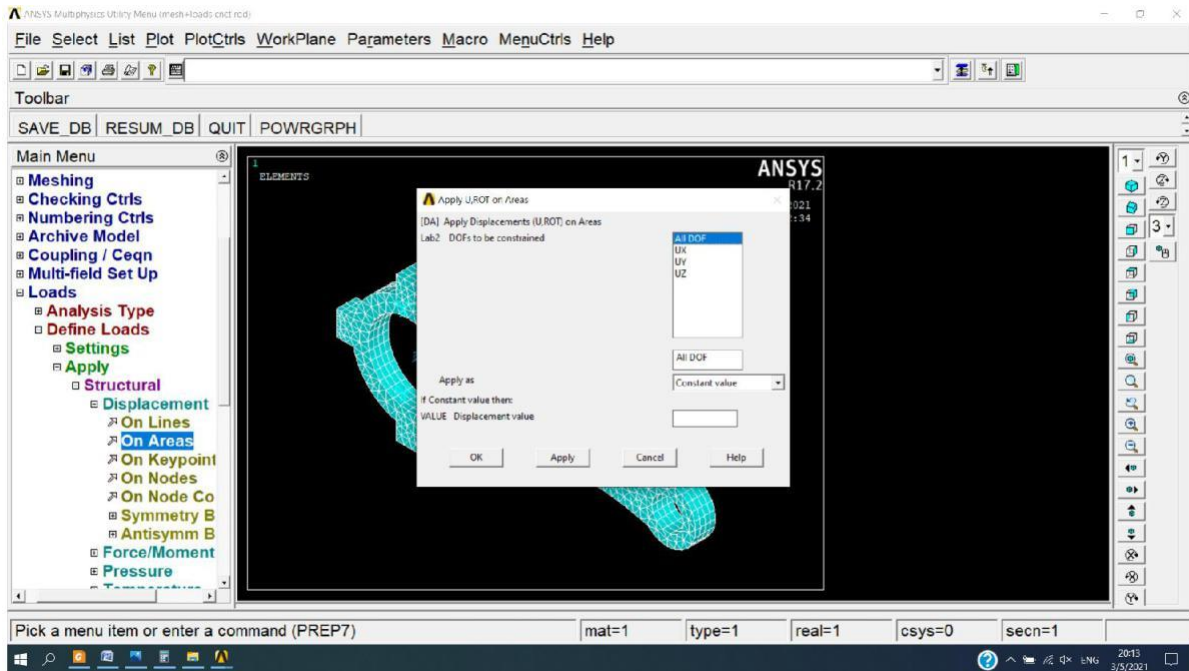 ANSYS Multiphysics Utility Menu (mesh+loads cnct rod)
File Select List Plot PlotCtrls WorkPlane Parameters Macro MenuCtrls Help
Toolbar
SAVE_DB RESUM_DB QUIT POWRGRPH
Main Menu
Meshing
Checking Ctrls
Numbering Ctrls
Archive Model
Coupling / Ceqn
Multi-field Set Up
Loads
Analysis Type
Define Loads
Settings
Apply
Structural
Displacement
On Lines
On Areas
On Keypoint
On Nodes
On Node Co
Symmetry B
Antisymm B
Force/Moment
Pressure
Temperature
1
ELEMENTS
ANSYS
R17.2
2021
:34
Apply U,ROT on Areas
[DA] Apply Displacements (U,ROT) on Areas
Lab2 DOFs to be constrained
All DOF
UX
UY
UZ
All DOF
Apply as
Constant value
If Constant value then:
VALUE Displacement value
OK Apply Cancel Help
1
3
Pick a menu item or enter a command (PREP7)
mat=1 type=1 real=1 csys=0 secn=1
ENG
20:13
3/5/2021